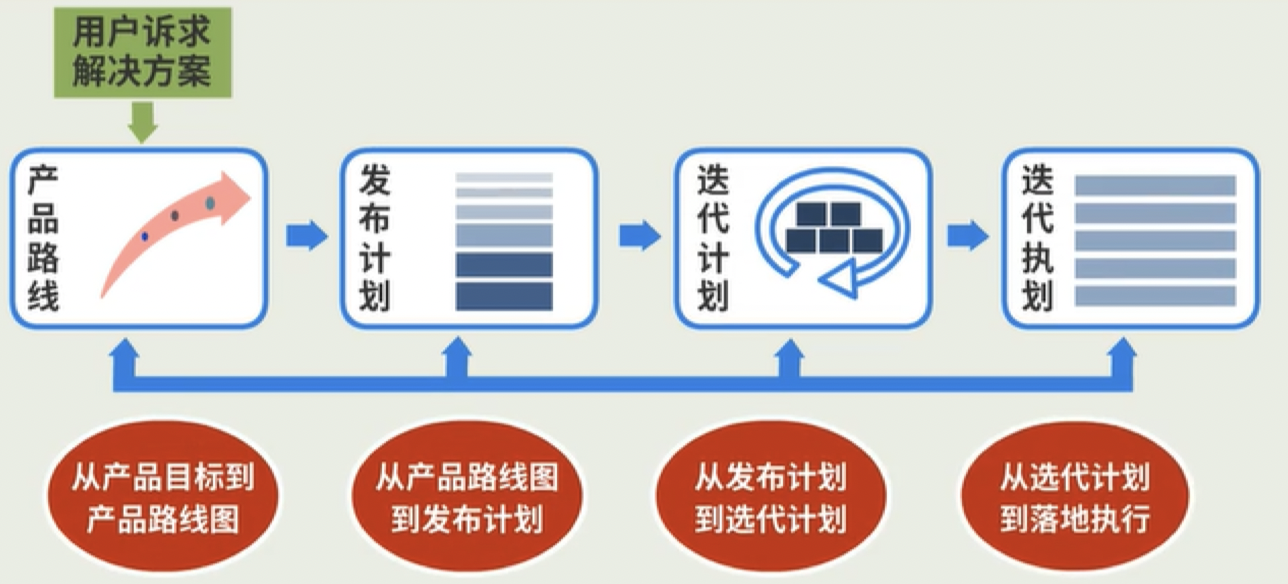 用户诉求
解决方案
产品路线
发布计划
迭代计划
迭代执划
从产品目标到
产品路线图
从产品路线图
到发布计划
从发布计划
到选代计划
从选代计划
到落地执行